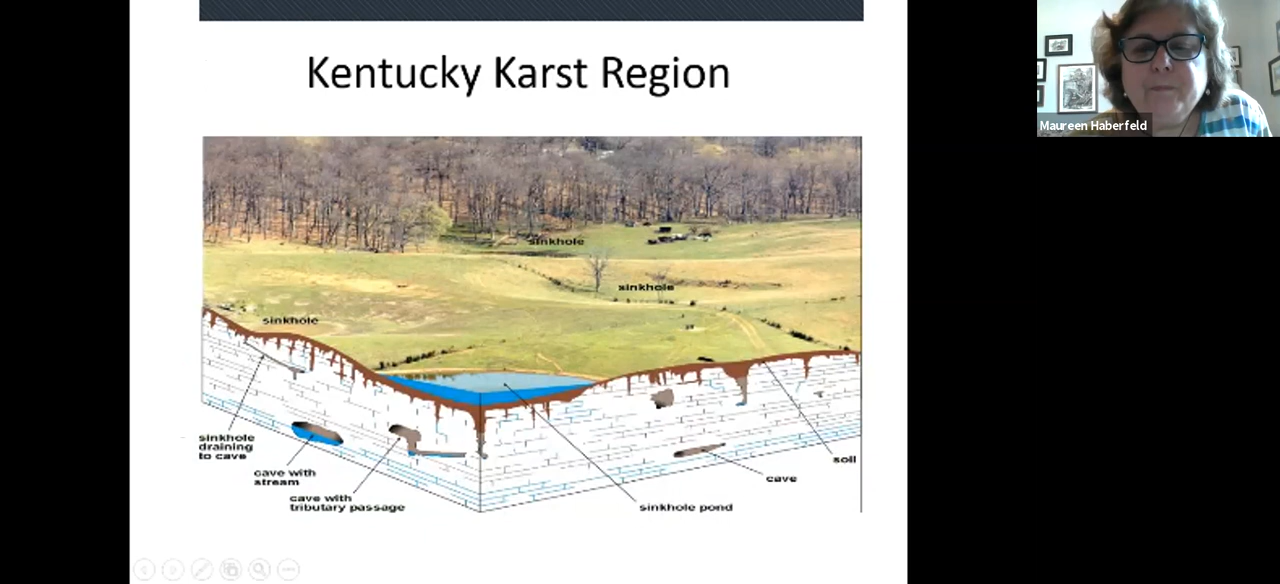 Kentucky Karst Region
Maureen Haberfeld
sinkhole
sinkhole
sinkhole
sinkhole
draining
to cave
cave with
stream
cave with
tributary passage
sinkhole pond
cave
soil